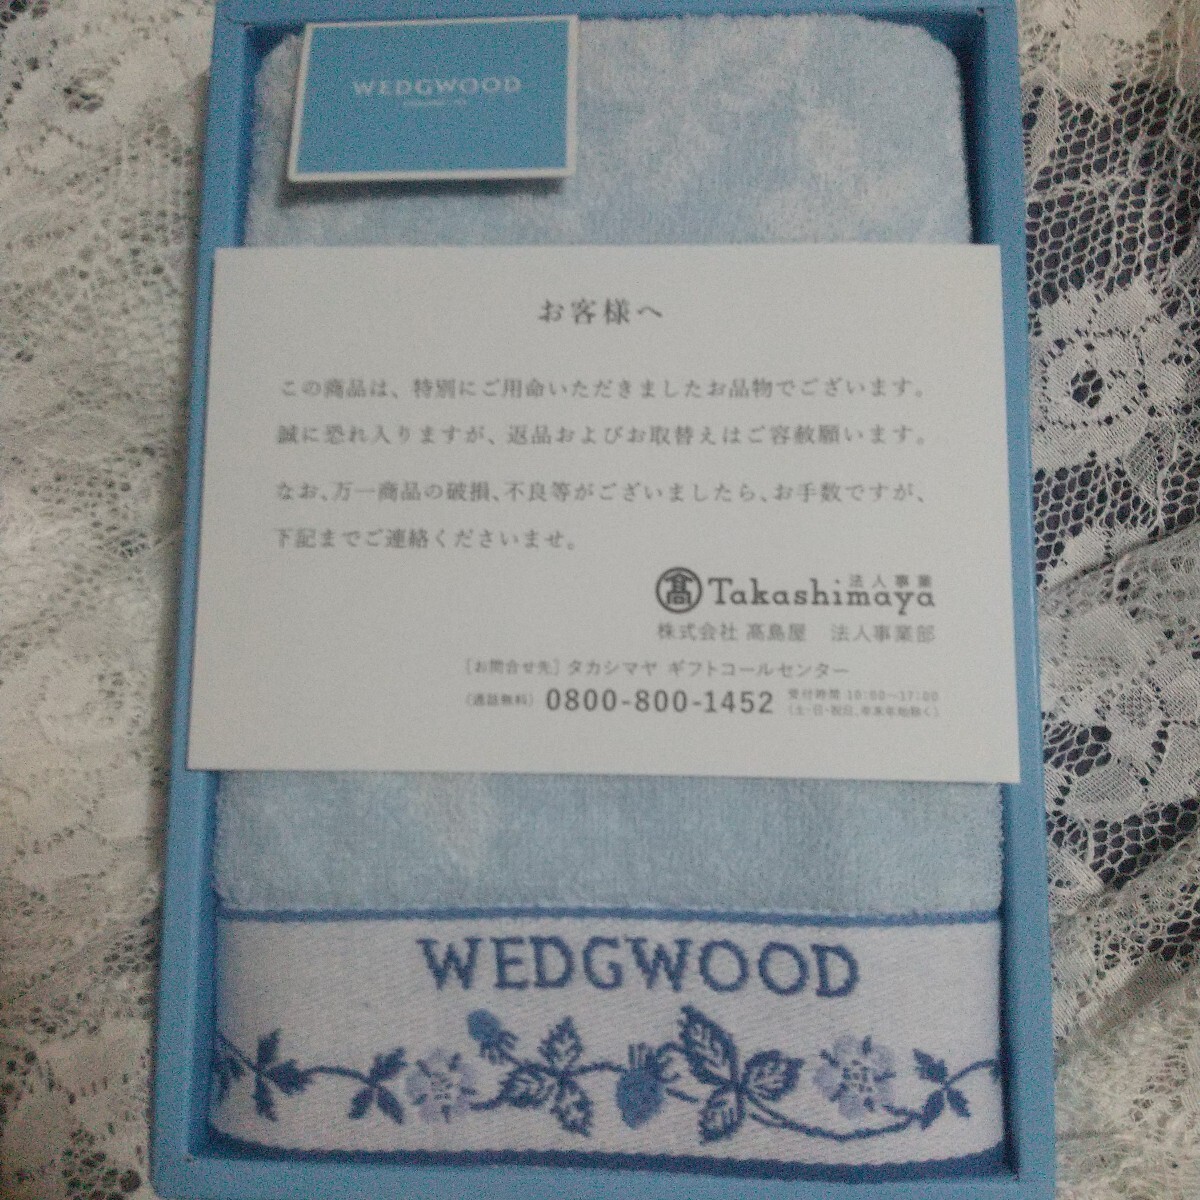 WEDGWOOD
お客様へ
この商品は、特別にご用命いただきましたお品物でございます。
誠に恐れ入りますが、返品およびお取替えはご容赦願います。
なお、万一商品の破損、不良等がございましたら、お手数ですが、
下記までご連絡くださいませ。
髙 Takashimaya 法人事業
株式会社 髙島屋 法人事業部
［お問合せ先］タカシマヤ ギフトコールセンター
（通話無料）0800-800-1452 受付時間 10:00〜17:00
（土・日・祝日、年末年始除く）
WEDGWOOD